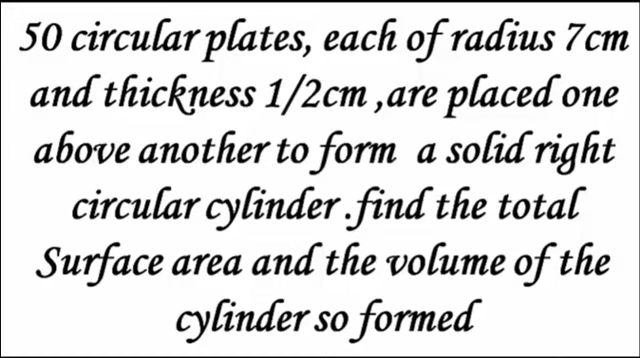 50 circular plates, each of radius 7cm
and thickness 1/2cm ,are placed one
above another to form a solid right
circular cylinder .find the total
Surface area and the volume of the
cylinder so formed